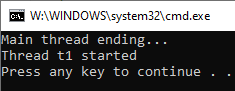 W:\WINDOWS\system32\cmd.exe
Main thread ending...
Thread t1 started
Press any key to continue . .